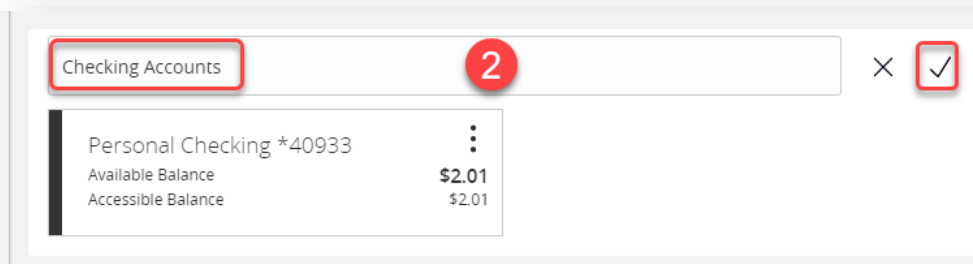 Checking Accounts
2
Personal Checking *40933
Available Balance $2.01
Accessible Balance $2.01